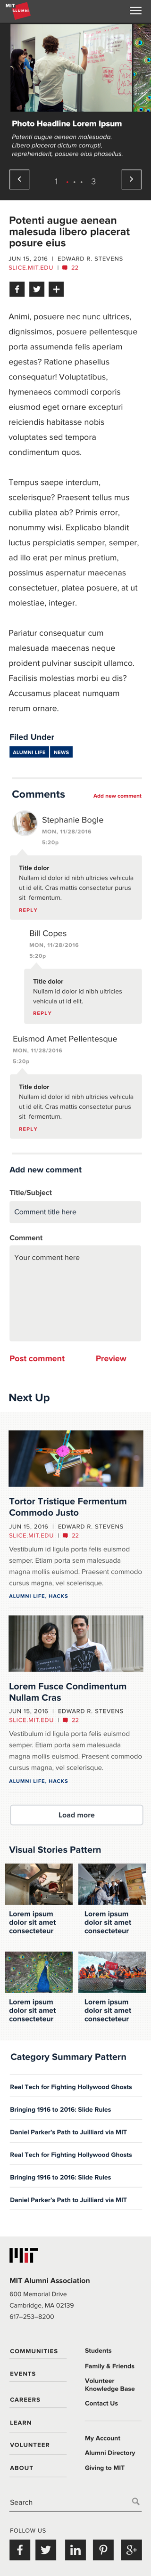 MIT
ALUMNI
Photo Headline Lorem Ipsum
Potenti augue aenean malesuada.
Libero placerat dictum corrupti,
reprehenderit, posuere eius phasellus.
1
3
Potenti augue aenean
malesuda libero placerat
posure eius
JUN 15, 2016 | EDWARD R. STEVENS
SLICE.MIT.EDU | 22
Animi, posuere nec nunc ultrices,
dignissimos, posuere pellentesque
porta assumenda felis aperiam
egestas? Ratione phasellus
consequatur! Voluptatibus,
hymenaeos commodi corporis
eiusmod eget ornare excepturi
reiciendis habitasse nobis
voluptates sed tempora
condimentum quos.
Tempus saepe interdum,
scelerisque? Praesent tellus mus
cubilia platea ab? Primis error,
nonummy wisi. Explicabo blandit
luctus perspiciatis semper, semper,
ad illo erat per minus pretium,
possimus aspernatur maecenas
consectetuer, platea posuere, at ut
molestiae, integer.
Pariatur consequatur cum
malesuada maecenas neque
proident pulvinar suscipit ullamco.
Facilisis molestias morbi eu dis?
Accusamus placeat numquam
rerum ornare.
Filed Under
ALUMNI LIFE
NEWS
Comments
Add new comment
Stephanie Bogle
MON, 11/28/2016
5:20p
Title dolor
Nullam id dolor id nibh ultricies vehicula
ut id elit. Cras mattis consectetur purus
sit fermentum.
REPLY
Bill Copes
MON, 11/28/2016
5:20p
Title dolor
Nullam id dolor id nibh ultricies
vehicula ut id elit.
REPLY
Euismod Amet Pellentesque
MON, 11/28/2016
5:20p
Title dolor
Nullam id dolor id nibh ultricies vehicula
ut id elit. Cras mattis consectetur purus
sit fermentum.
REPLY
Add new comment
Title/Subject
Comment title here
Comment
Your comment here
Post comment
Preview
Next Up
Tortor Tristique Fermentum
Commodo Justo
JUN 15, 2016 | EDWARD R. STEVENS
SLICE.MIT.EDU | 22
Vestibulum id ligula porta felis euismod
semper. Etiam porta sem malesuada
magna mollis euismod. Praesent commodo
cursus magna, vel scelerisque.
ALUMNI LIFE, HACKS
Lorem Fusce Condimentum
Nullam Cras
JUN 15, 2016 | EDWARD R. STEVENS
SLICE.MIT.EDU | 22
Vestibulum id ligula porta felis euismod
semper. Etiam porta sem malesuada
magna mollis euismod. Praesent commodo
cursus magna, vel scelerisque.
ALUMNI LIFE, HACKS
Load more
Visual Stories Pattern
Lorem ipsum
dolor sit amet
consecteteur
Lorem ipsum
dolor sit amet
consecteteur
Lorem ipsum
dolor sit amet
consecteteur
Lorem ipsum
dolor sit amet
consecteteur
Category Summary Pattern
Real Tech for Fighting Hollywood Ghosts
Bringing 1916 to 2016: Slide Rules
Daniel Parker's Path to Juilliard via MIT
Real Tech for Fighting Hollywood Ghosts
Bringing 1916 to 2016: Slide Rules
Daniel Parker's Path to Juilliard via MIT
MIT
MIT Alumni Association
600 Memorial Drive
Cambridge, MA 02139
617–253–8200
COMMUNITIES
EVENTS
CAREERS
LEARN
VOLUNTEER
ABOUT
Students
Family & Friends
Volunteer
Knowledge Base
Contact Us
My Account
Alumni Directory
Giving to MIT
Search
FOLLOW US